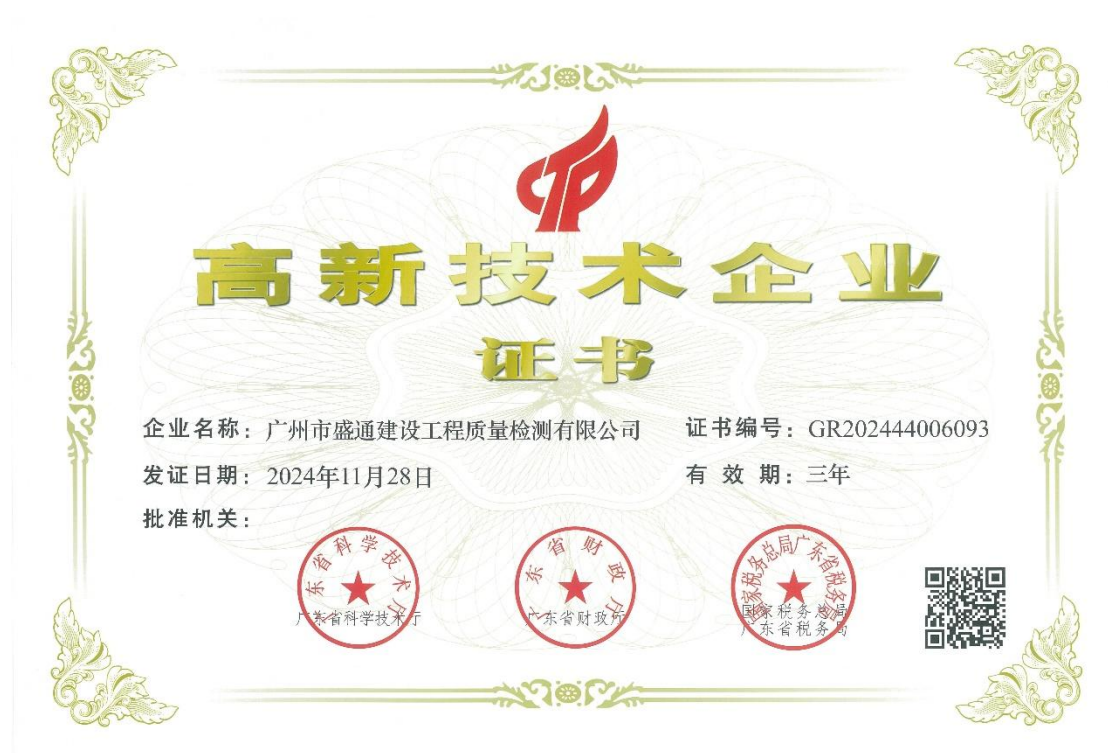 高新技术企业
证书
企业名称：广州市盛通建设工程质量检测有限公司 证书编号：GR202444006093
发证日期：2024年11月28日 有效期：三年
批准机关：
广东省科学技术厅 广东省财政厅 国家税务总局广东省税务局
广东省科学技术厅 广东省财政厅 国家税务总局
广东省税务局